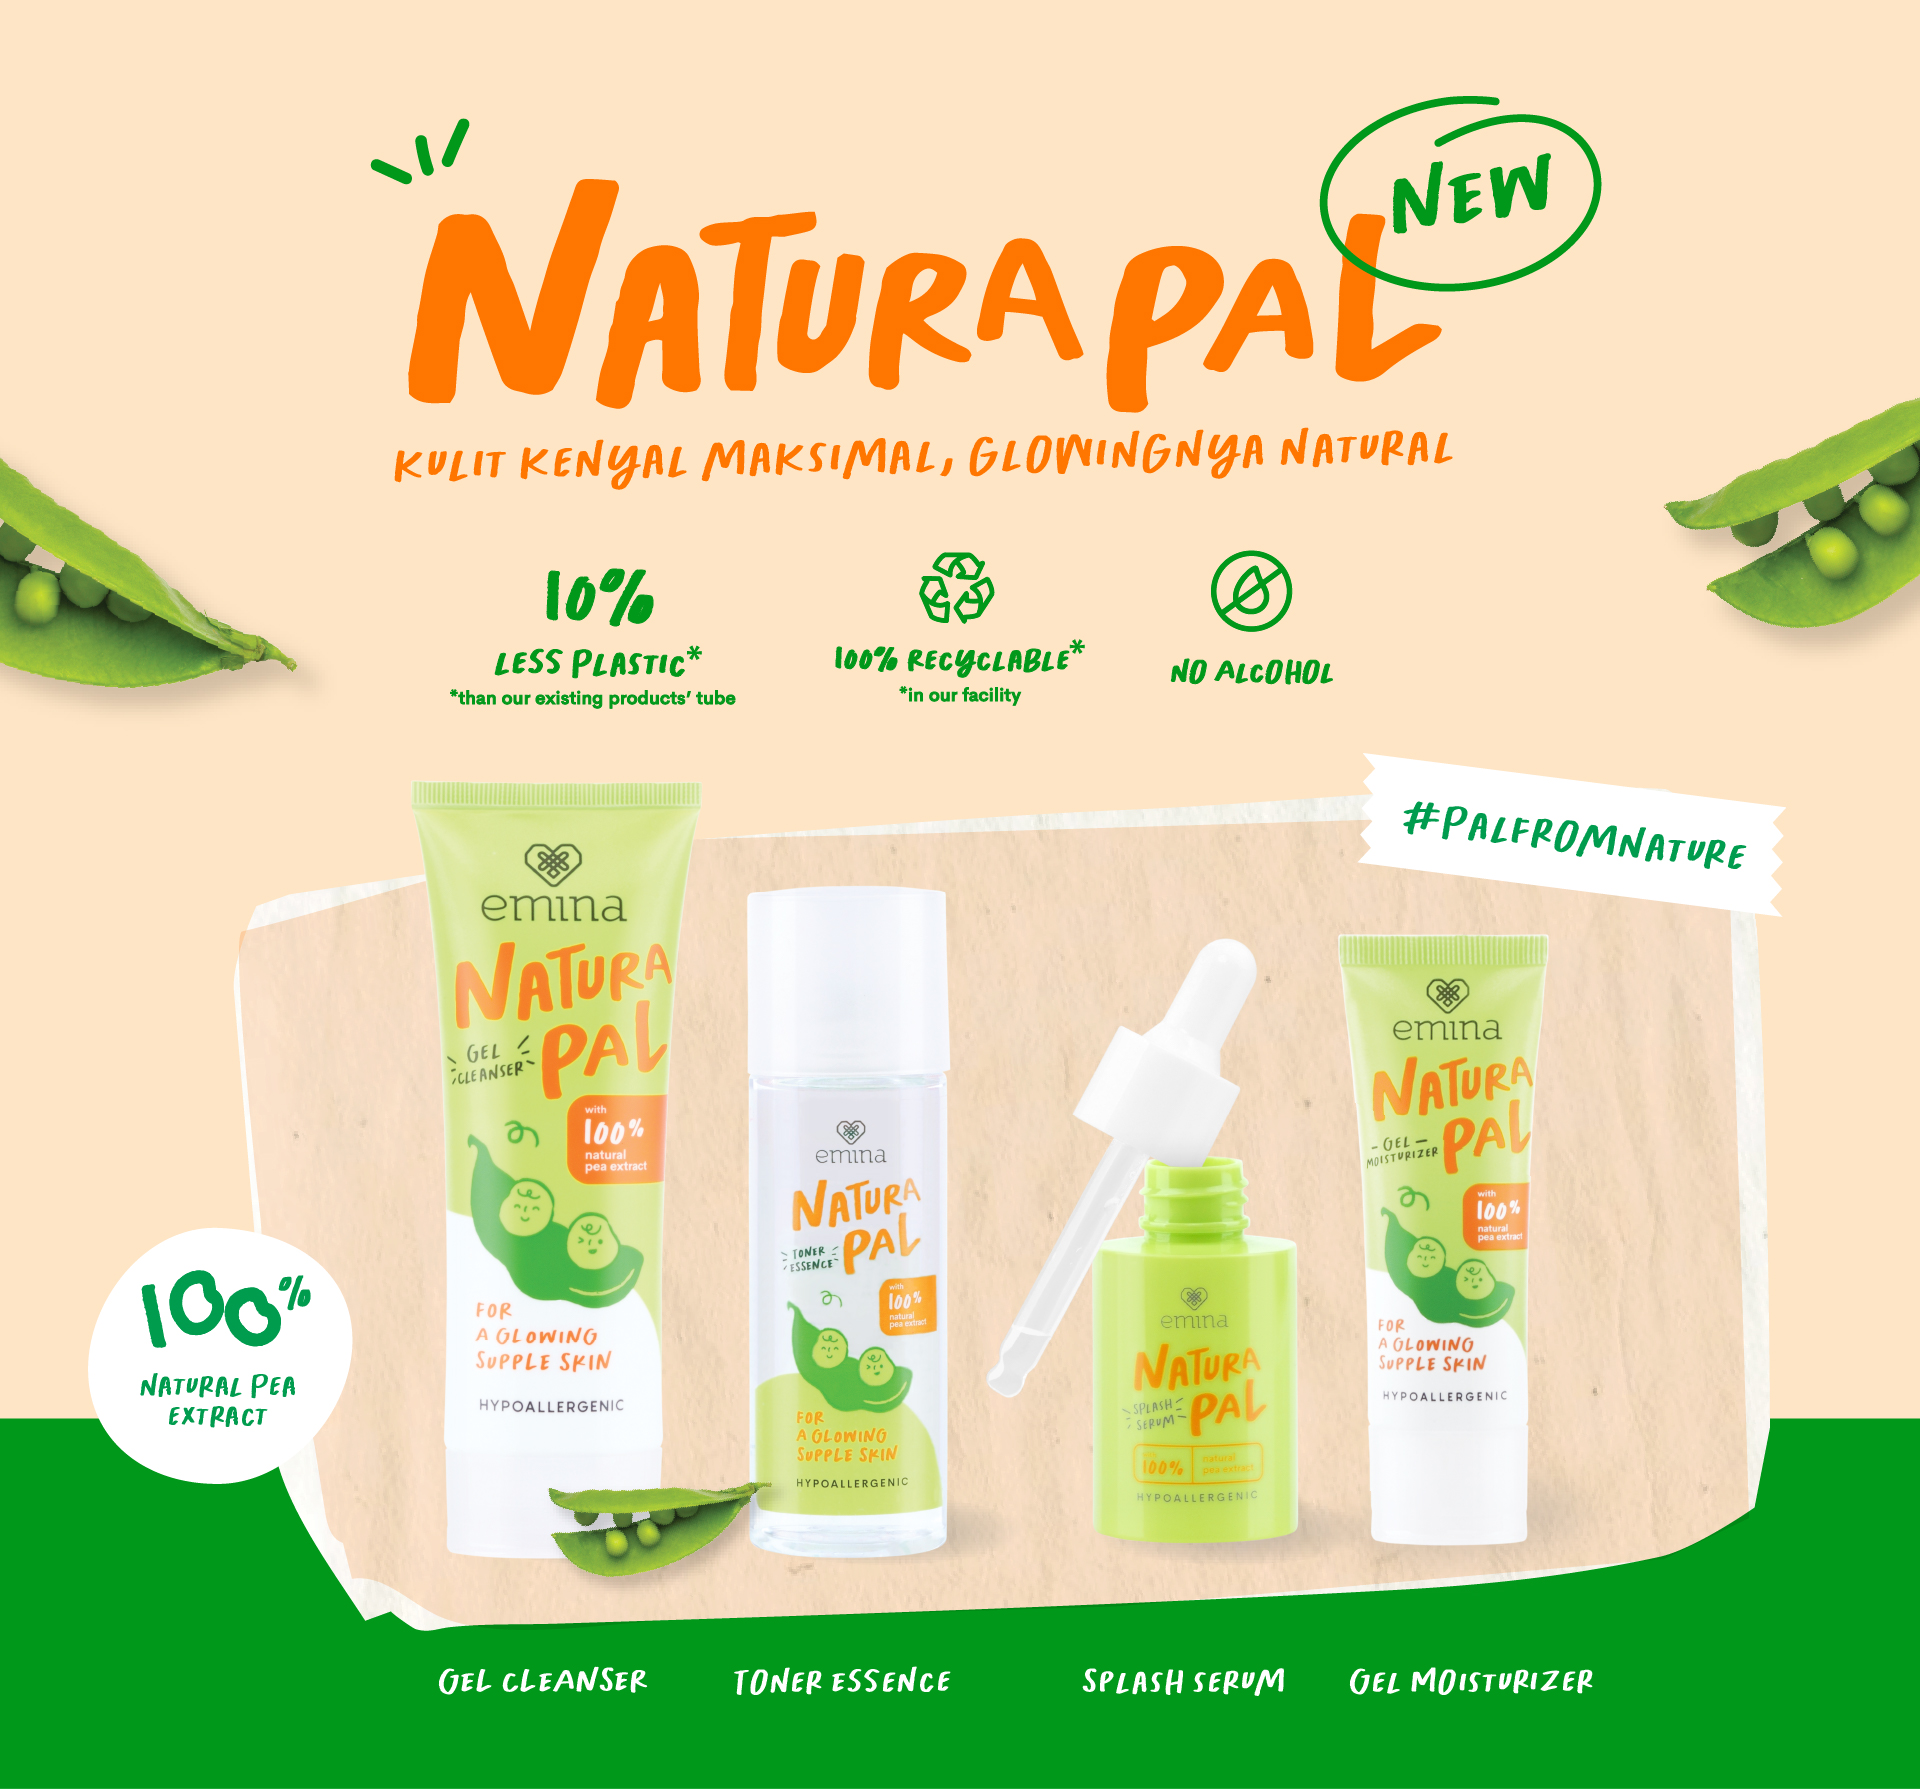 NEW
NATURA PAL
KULIT KENYAL MAKSIMAL, GLOWINGNYA NATURAL
10%
LESS PLASTIC*
*than our existing products' tube
100% RECYCLABLE*
*in our facility
NO ALCOHOL
#PALFROMNATURE
emina
NATURA
PAL
GEL
CLEANSER
with
100%
natural
pea extract
FOR
A GLOWING
SUPPLE SKIN
HYPOALLERGENIC
emina
NATURA
PAL
TONER
ESSENCE
with
100%
natural
pea extract
FOR
A GLOWING
SUPPLE SKIN
HYPOALLERGENIC
emina
NATURA
PAL
SPLASH
SERUM
100%
natural
pea extract
HYPOALLERGENIC
emina
NATURA
PAL
GEL
MOISTURIZER
with
100%
natural
pea extract
FOR
A GLOWING
SUPPLE SKIN
HYPOALLERGENIC
100%
NATURAL PEA
EXTRACT
GEL CLEANSER
TONER ESSENCE
SPLASH SERUM
GEL MOISTURIZER